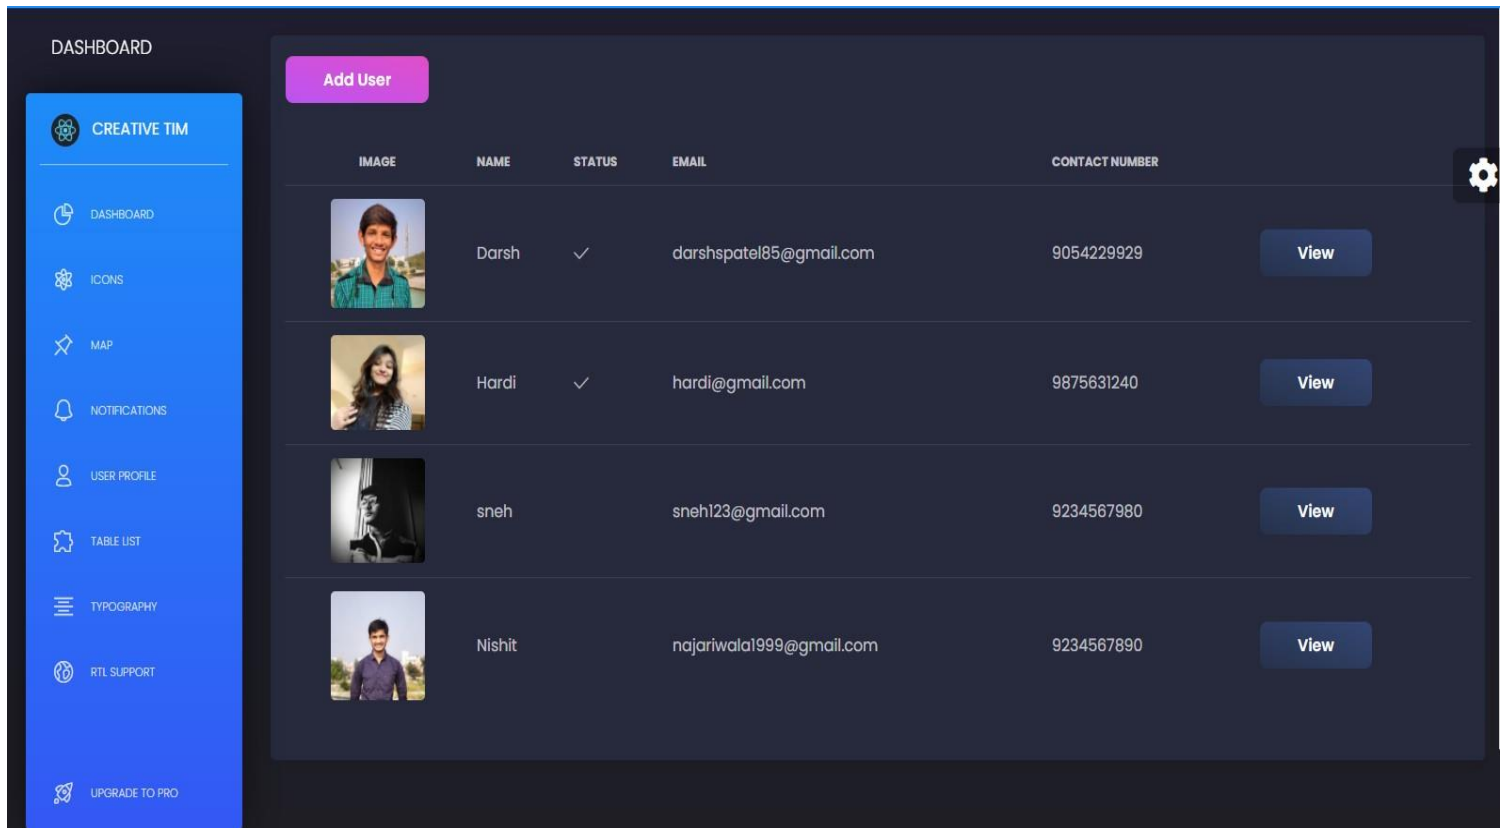 DASHBOARD
CREATIVE TIM
DASHBOARD
ICONS
MAP
NOTIFICATIONS
USER PROFILE
TABLE LIST
TYPOGRAPHY
RTL SUPPORT
UPGRADE TO PRO
Add User
IMAGE NAME STATUS EMAIL CONTACT NUMBER
Darsh darshspatel85@gmail.com 9054229929 View
Hardi hardi@gmail.com 9875631240 View
sneh sneh123@gmail.com 9234567980 View
Nishit najariwala1999@gmail.com 9234567890 View